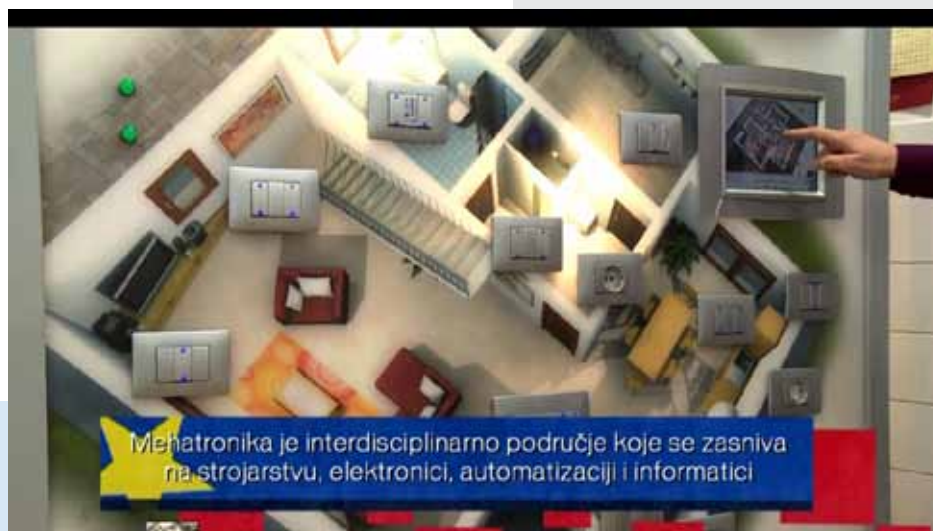 Mehatronika je interdisciplinarno područje koje se zasniva
na strojarstvu, elektronici, automatizaciji i informatici